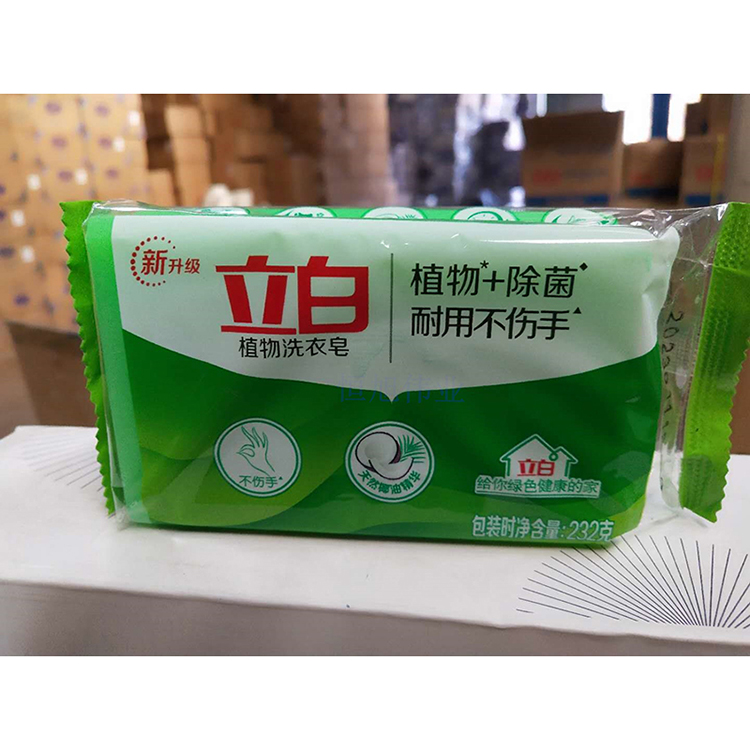 新升级
立白
植物洗衣皂
植物*+除菌◆
耐用不伤手▲
不伤手▲
天然椰油精华
立白
给你绿色健康的家
包装时净含量:232克